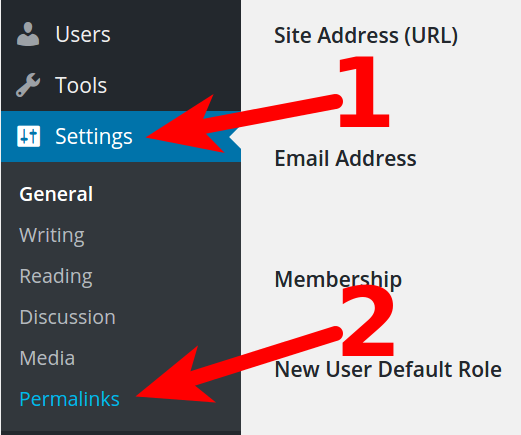 Users
Tools
Settings
General
Writing
Reading
Discussion
Media
Permalinks
Site Address (URL)
1
Email Address
Membership
2
New User Default Role